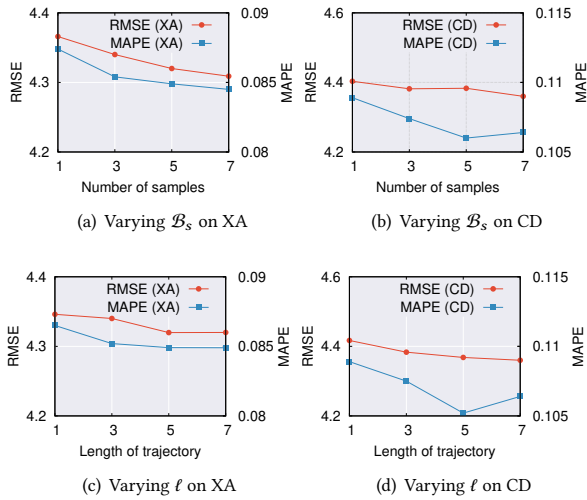 4.4 0.09
RMSE (XA)
MAPE (XA)
RMSE 4.3 0.085 MAPE
4.2 0.08
1 3 5 7
Number of samples
(a) Varying ℬs on XA
4.6 0.115
RMSE (CD)
MAPE (CD)
RMSE 4.4 0.11 MAPE
4.2 0.105
1 3 5 7
Number of samples
(b) Varying ℬs on CD
4.4 0.09
RMSE (XA)
MAPE (XA)
RMSE 4.3 0.085 MAPE
4.2 0.08
1 3 5 7
Length of trajectory
(c) Varying ℓ on XA
4.6 0.115
RMSE (CD)
MAPE (CD)
RMSE 4.4 0.11 MAPE
4.2 0.105
1 3 5 7
Length of trajectory
(d) Varying ℓ on CD